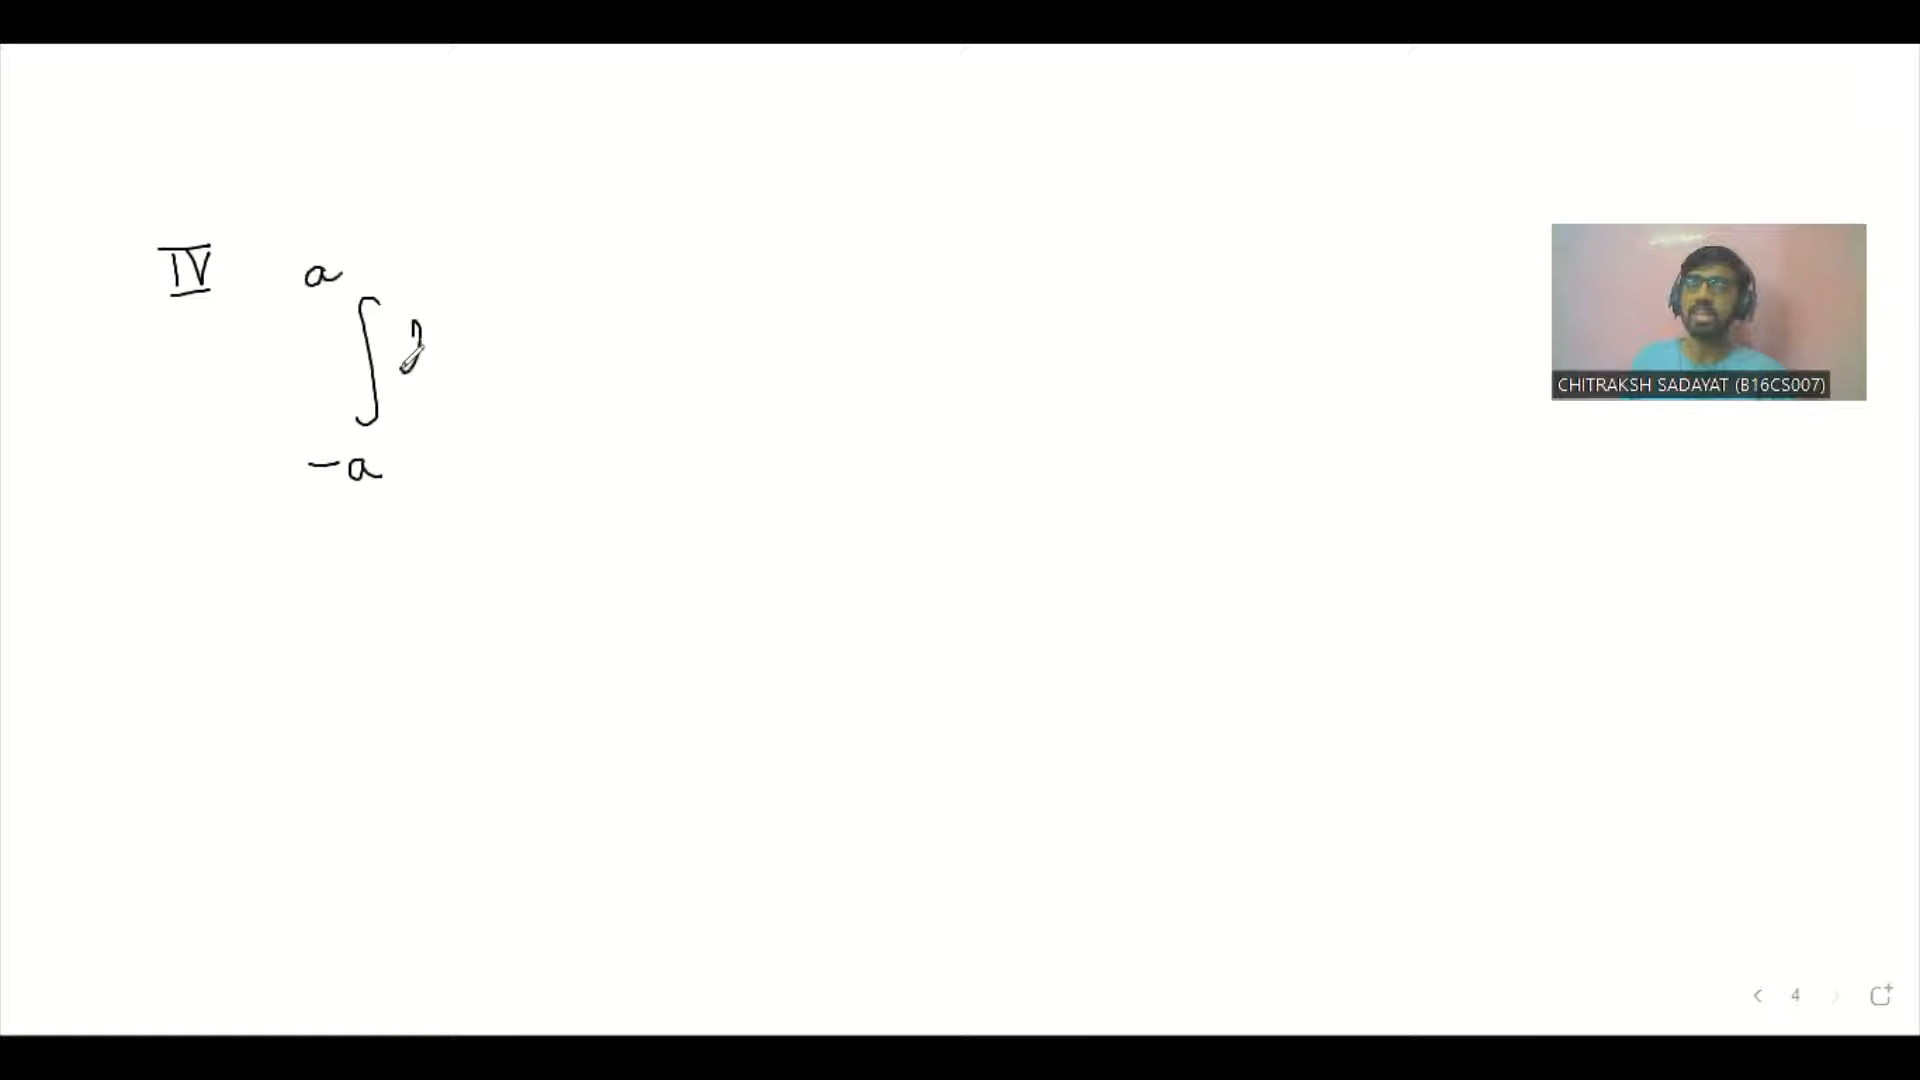 IV a
∫
-a
CHITRAKSH SADAYAT (B16CS007)
4